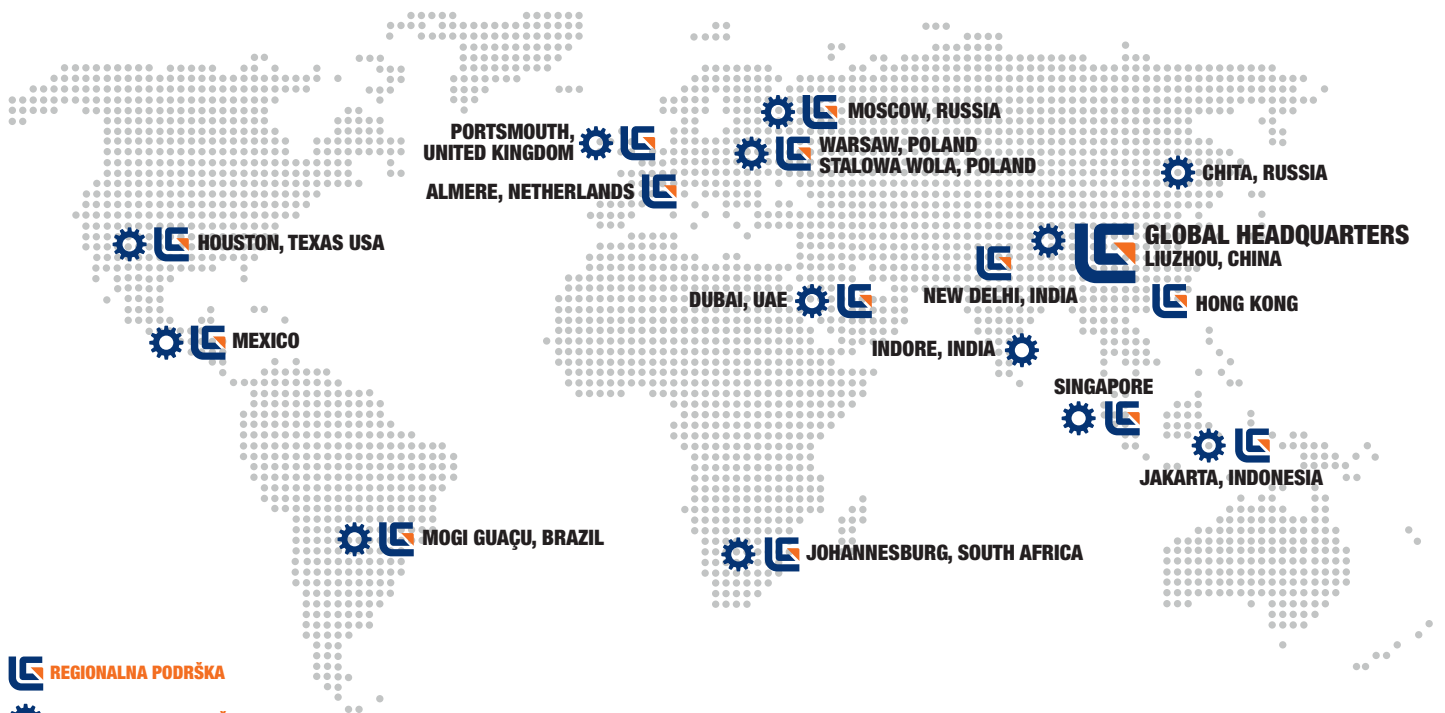 MOSCOW, RUSSIA
PORTSMOUTH,
UNITED KINGDOM
WARSAW, POLAND
STALOWA WOLA, POLAND
CHITA, RUSSIA
ALMERE, NETHERLANDS
HOUSTON, TEXAS USA
GLOBAL HEADQUARTERS
LIUZHOU, CHINA
NEW DELHI, INDIA
DUBAI, UAE
HONG KONG
MEXICO
INDORE, INDIA
SINGAPORE
JAKARTA, INDONESIA
MOGI GUAÇU, BRAZIL
JOHANNESBURG, SOUTH AFRICA
REGIONALNA PODRŠKA